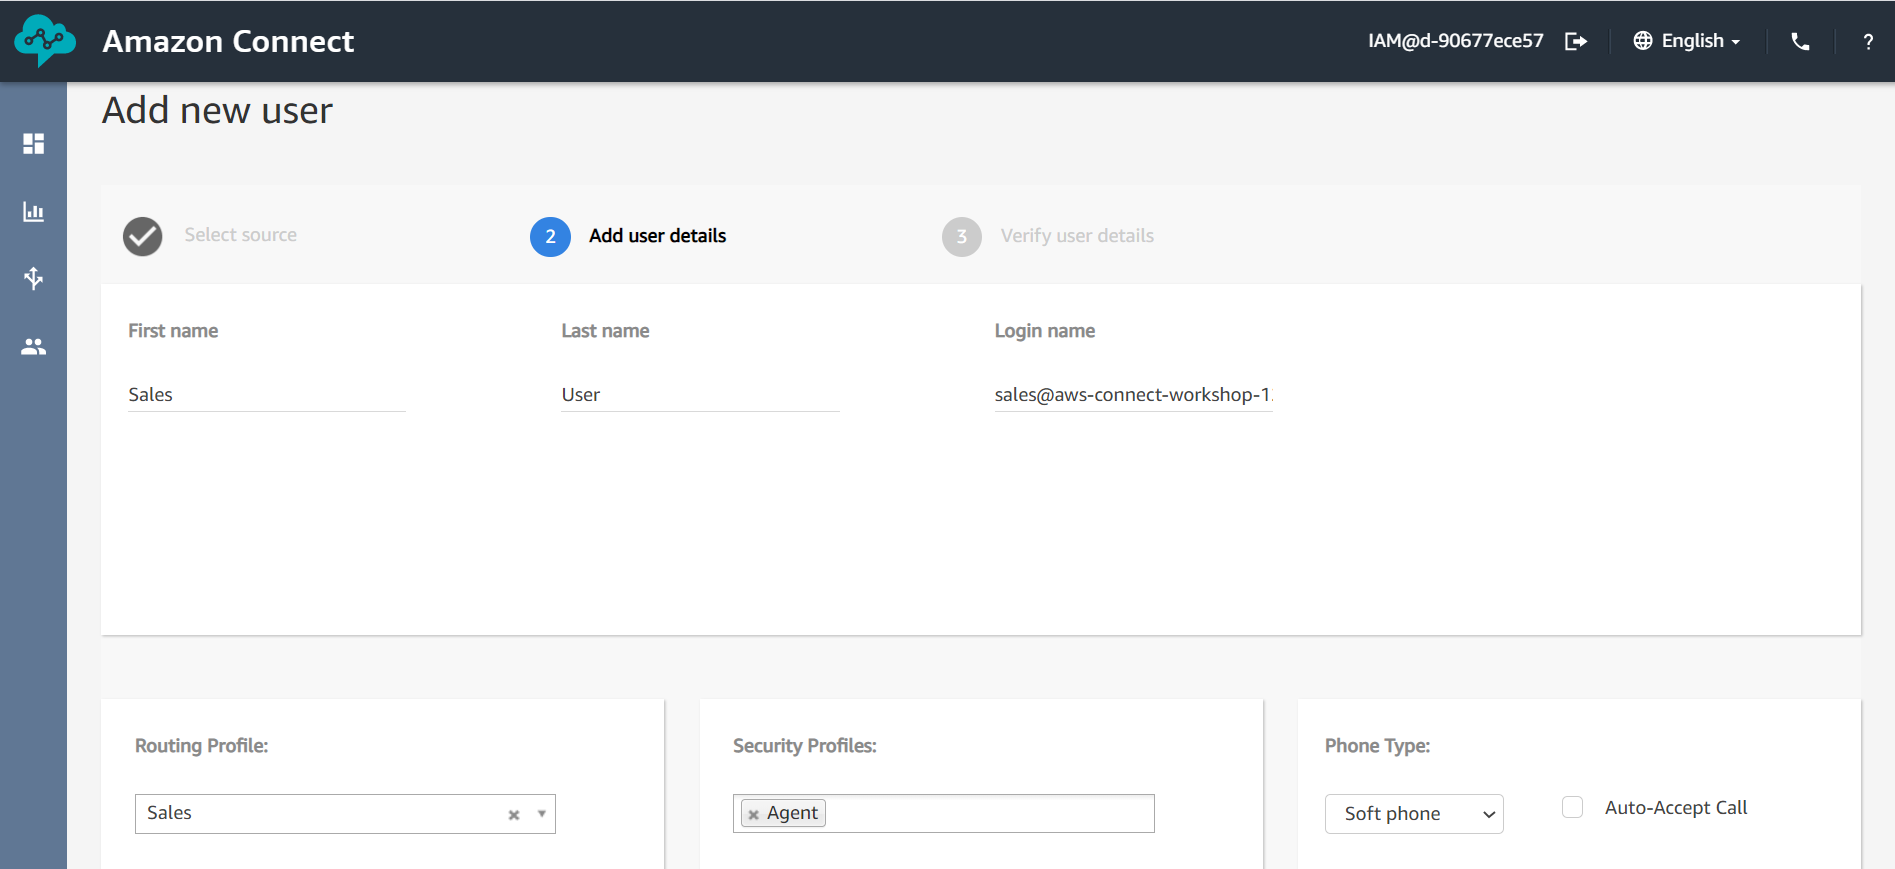 Amazon Connect
IAM@d-90677ece57
English
?
Add new user
Select source
2 Add user details
3 Verify user details
First name
Last name
Login name
Sales
User
sales@aws-connect-workshop-1
Routing Profile:
Security Profiles:
Phone Type:
Sales
Agent
Soft phone
Auto-Accept Call